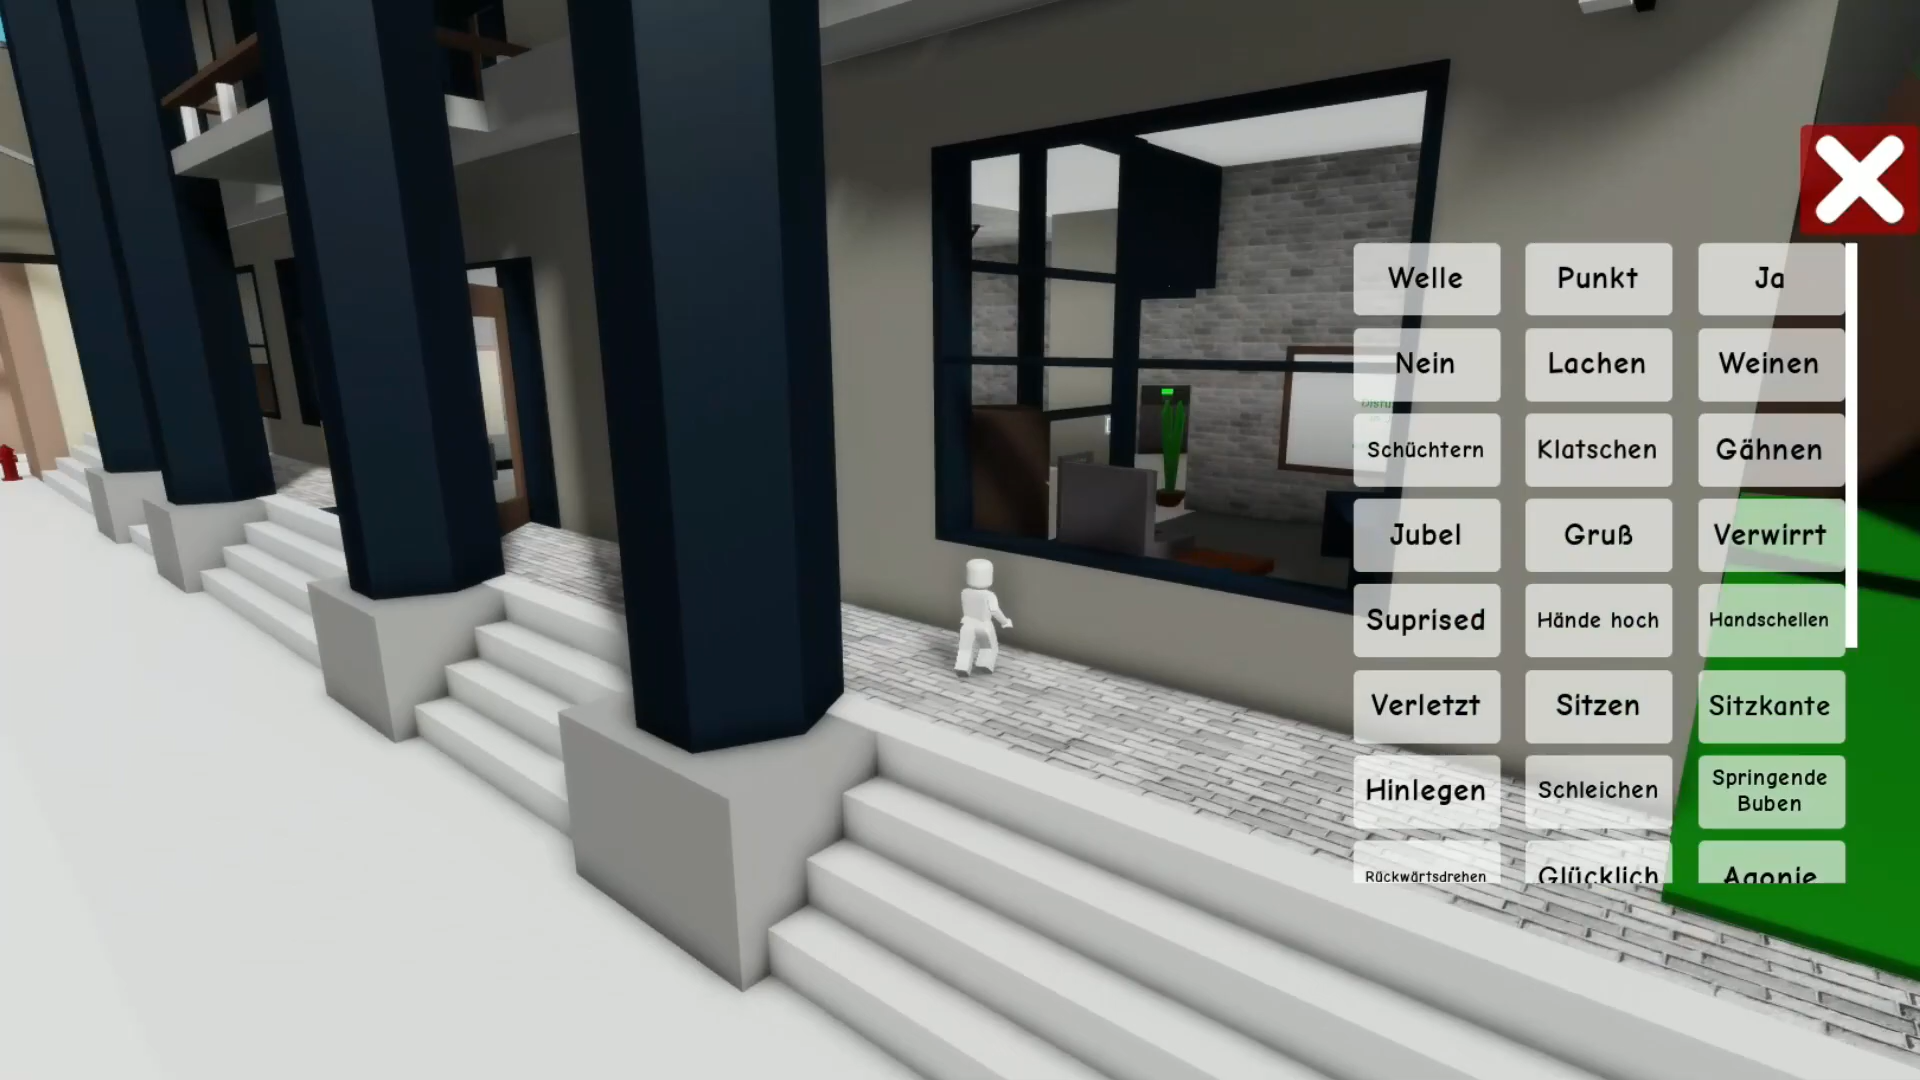 Welle
Punkt
Ja
Nein
Lachen
Weinen
Schüchtern
Klatschen
Gähnen
Jubel
Gruß
Verwirrt
Suprised
Hände hoch
Handschellen
Verletzt
Sitzen
Sitzkante
Hinlegen
Schleichen
Springende
Buben
Rückwärtsdrehen
Glücklich
Agonie